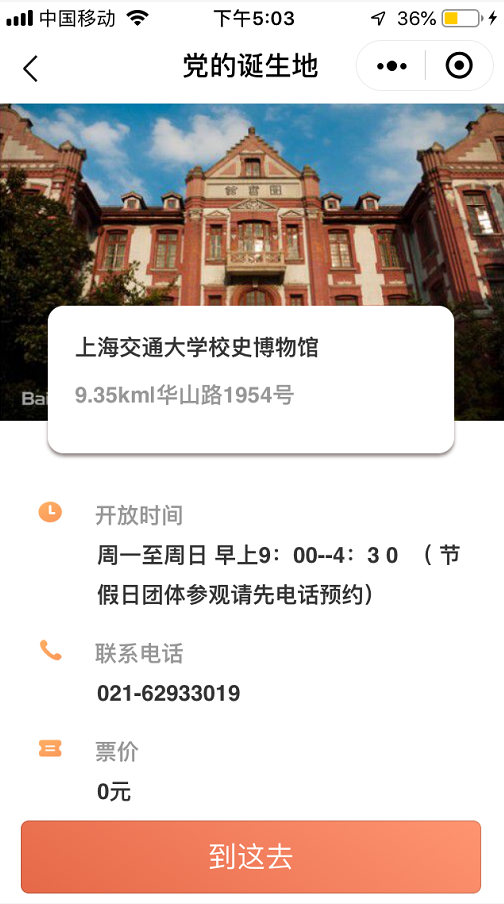 中国移动 下午5:03 36%
党的诞生地
館書圖
上海交通大学校史博物馆
9.35kml华山路1954号
Bai
开放时间
周一至周日 早上9：00--4：3 0 （ 节
假日团体参观请先电话预约）
联系电话
021-62933019
票价
0元
到这去